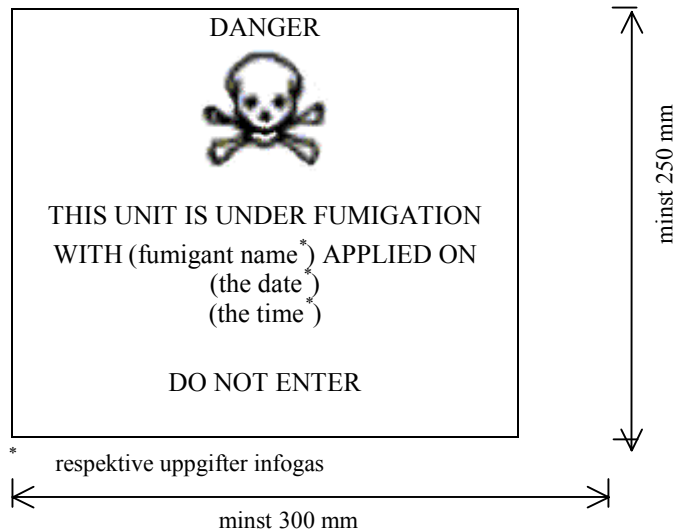 DANGER
THIS UNIT IS UNDER FUMIGATION
WITH (fumigant name*) APPLIED ON
(the date*)
(the time*)
DO NOT ENTER
* respektive uppgifter infogas
minst 300 mm
minst 250 mm